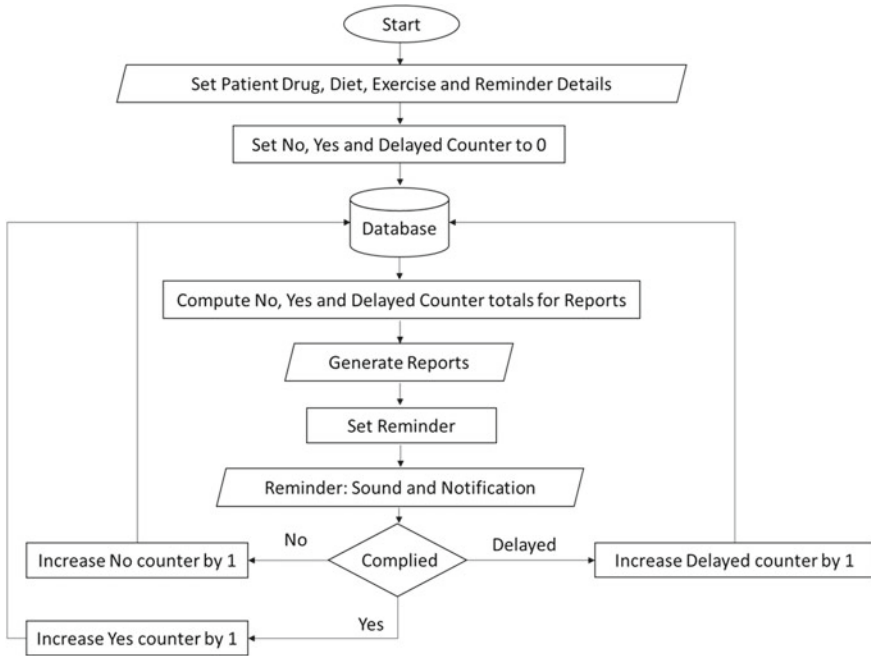 Start
Set Patient Drug, Diet, Exercise and Reminder Details
Set No, Yes and Delayed Counter to 0
Database
Compute No, Yes and Delayed Counter totals for Reports
Generate Reports
Set Reminder
Reminder: Sound and Notification
No
Complied
Delayed
Increase No counter by 1
Increase Delayed counter by 1
Yes
Increase Yes counter by 1